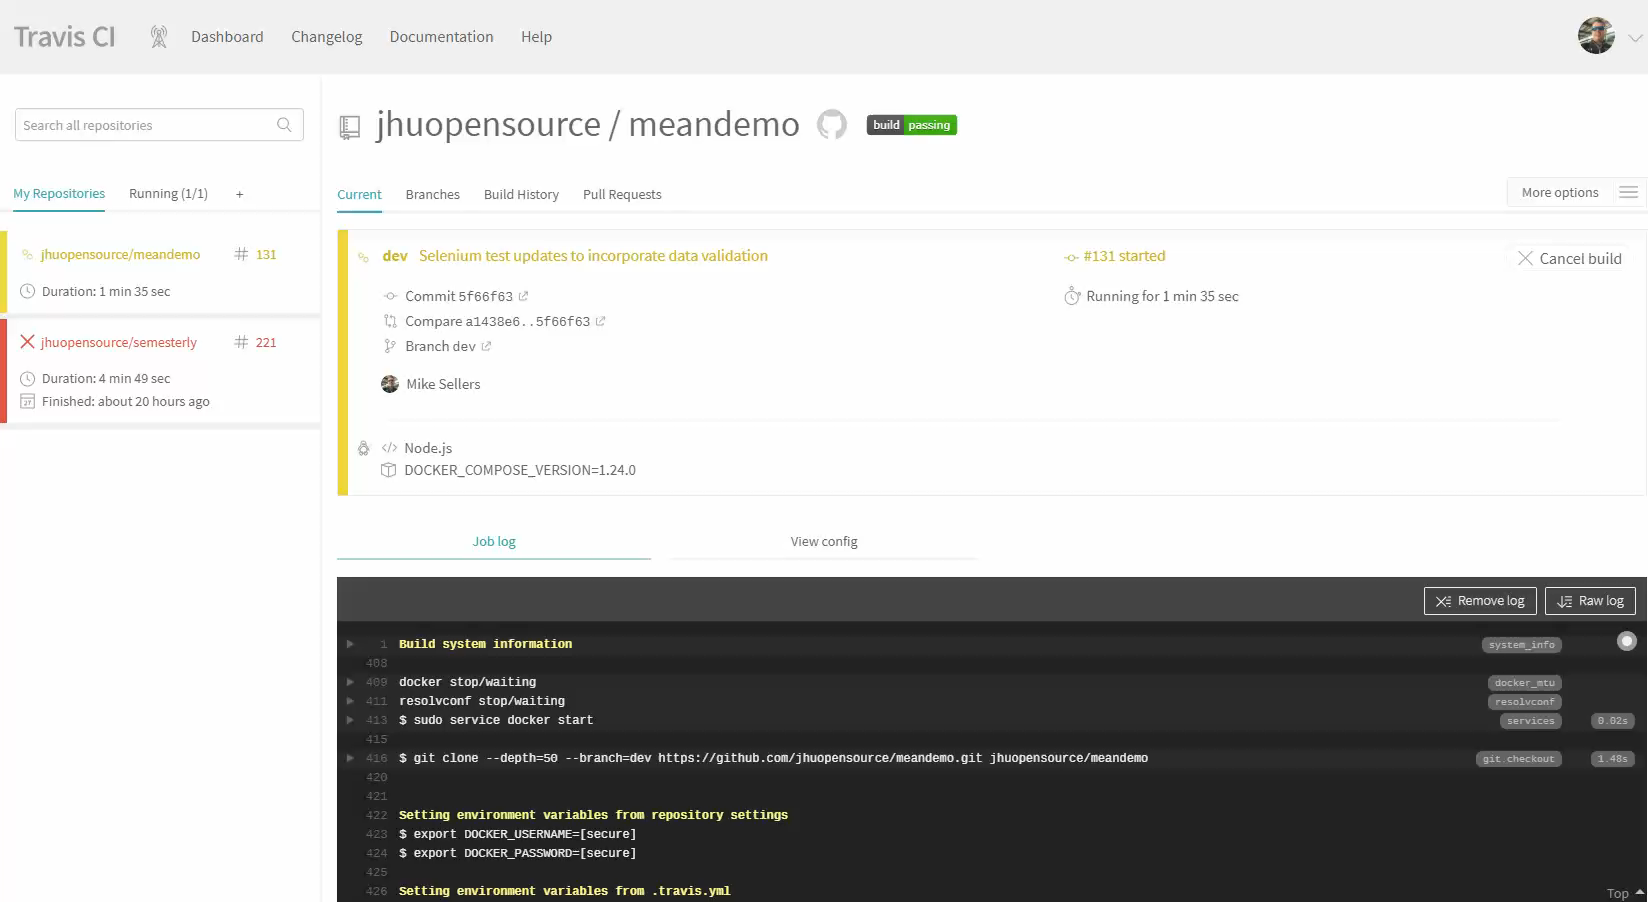 Travis CI
Dashboard
Changelog
Documentation
Help
Search all repositories
My Repositories
Running (1/1)
+
jhuopensource/meandemo
# 131
Duration: 1 min 35 sec
jhuopensource/semesterly
# 221
Duration: 4 min 49 sec
Finished: about 20 hours ago
jhuopensource / meandemo
build passing
Current
Branches
Build History
Pull Requests
More options
dev Selenium test updates to incorporate data validation
#131 started
Cancel build
Commit 5f66f63
Running for 1 min 35 sec
Compare a1438e6..5f66f63
Branch dev
Mike Sellers
</> Node.js
DOCKER_COMPOSE_VERSION=1.24.0
Job log
View config
Remove log
Raw log
1 Build system information system_info
408
409 docker stop/waiting docker_mtu
411 resolvconf stop/waiting resolvconf
413 $ sudo service docker start services 0.02s
415
416 $ git clone --depth=50 --branch=dev https://github.com/jhuopensource/meandemo.git jhuopensource/meandemo git.checkout 1.48s
420
421
422 Setting environment variables from repository settings
423 $ export DOCKER_USERNAME=[secure]
424 $ export DOCKER_PASSWORD=[secure]
425
426 Setting environment variables from .travis.yml
Top